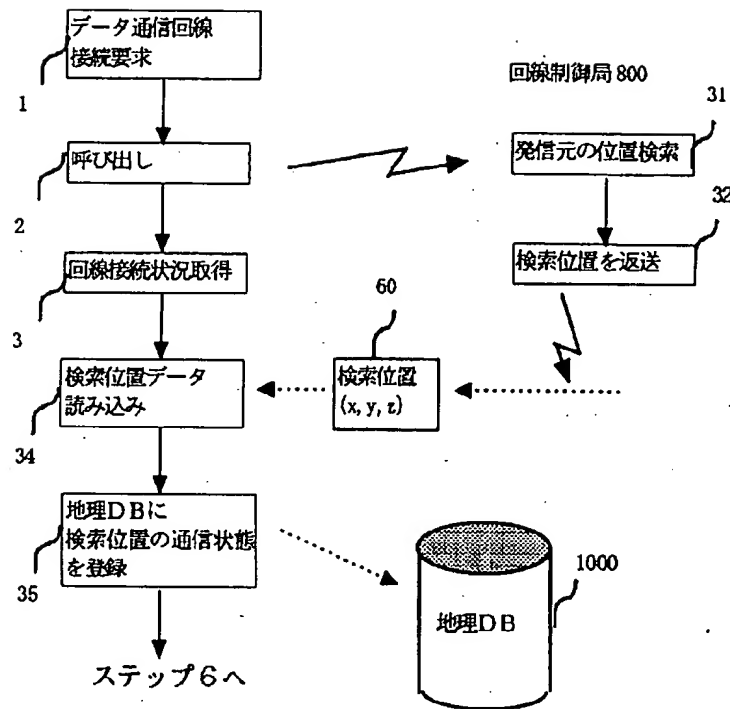 データ通信回線
接続要求
1
回線制御局800
31
呼び出し
2
発信元の位置検索
32
回線接続状況取得
3
検索位置を返送
60
検索位置データ
読み込み
34
検索位置
(x, y, z)
地理DBに
検索位置の通信状態
を登録
35
1000
地理DB
ステップ6へ